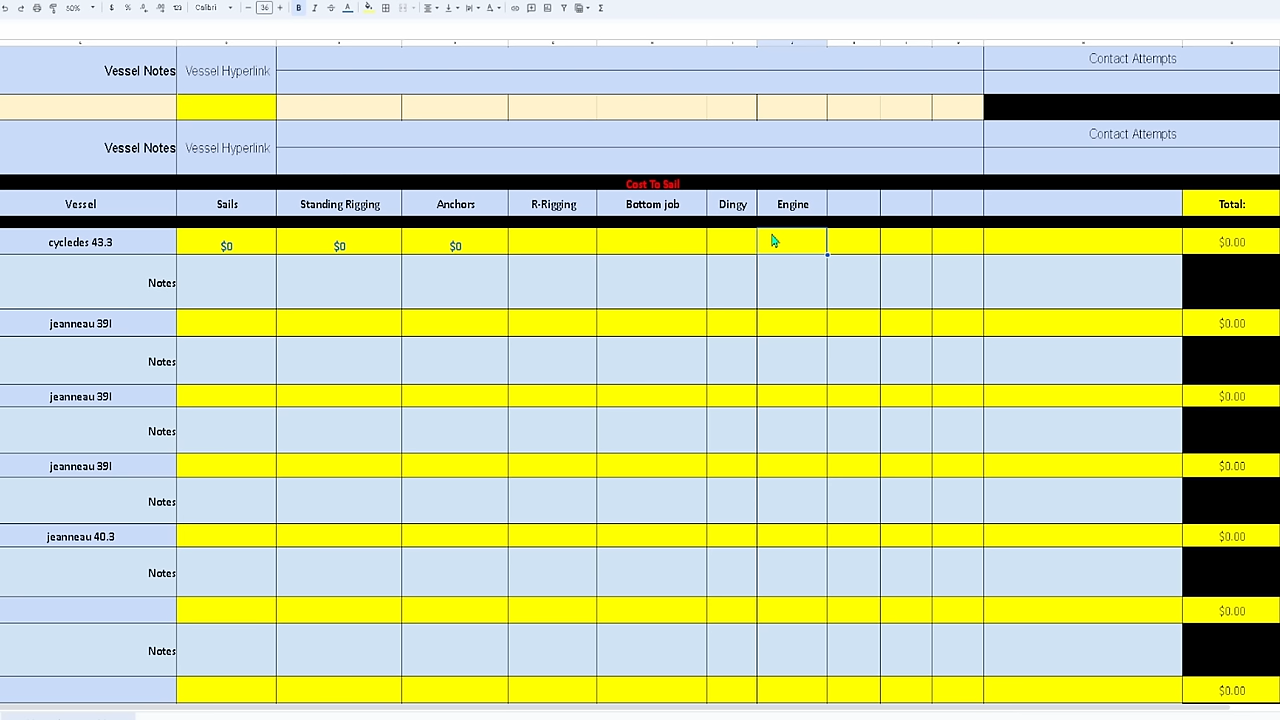 50% $ % .0 .00 123 Calibri 36 B I A
Vessel Notes Vessel Hyperlink Contact Attempts
Vessel Notes Vessel Hyperlink Contact Attempts
Cost To Sail
Vessel Sails Standing Rigging Anchors R-Rigging Bottom job Dingy Engine Total:
cycledes 43.3 $0 $0 $0 $0.00
Notes
jeanneau 39I $0.00
Notes
jeanneau 39I $0.00
Notes
jeanneau 39I $0.00
Notes
jeanneau 40.3 $0.00
Notes
$0.00
Notes
$0.00